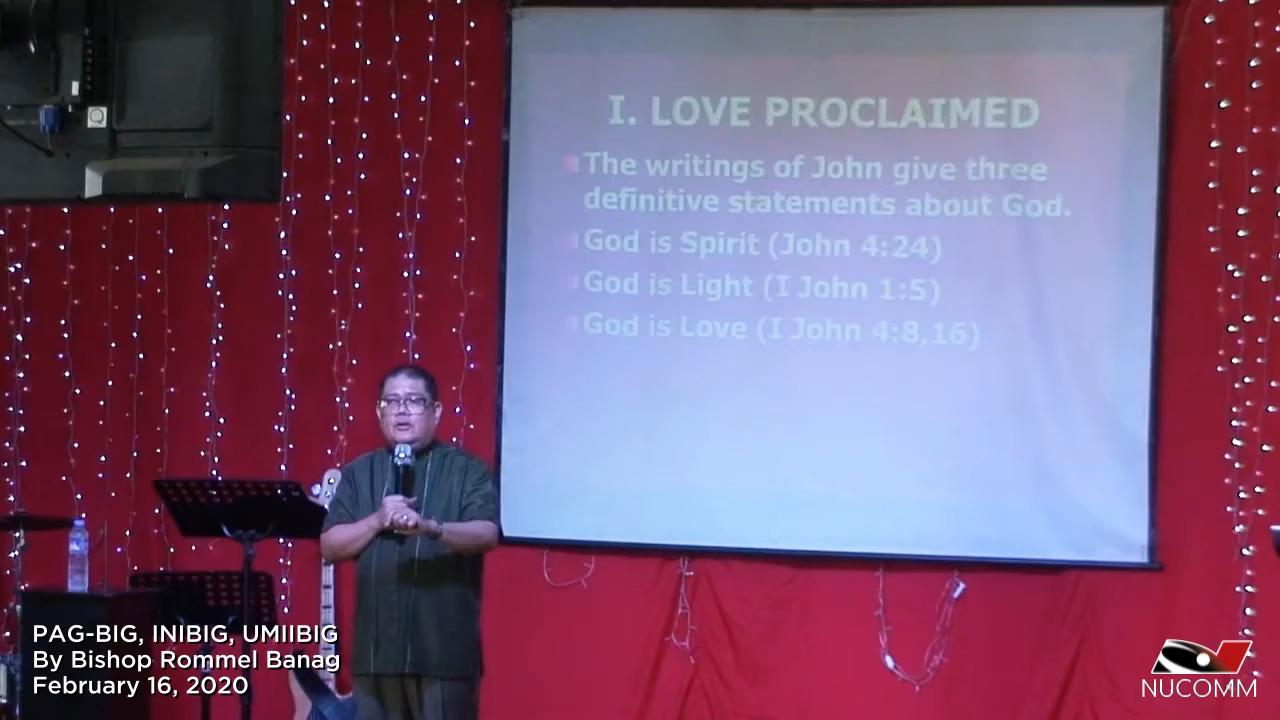 I. LOVE PROCLAIMED
The writings of John give three
definitive statements about God.
God is Spirit (John 4:24)
God is Light (I John 1:5)
God is Love (I John 4:8,16)
PAG-BIG, INIBIG, UMIIBIG
By Bishop Rommel Banag
February 16, 2020
NUCOMM